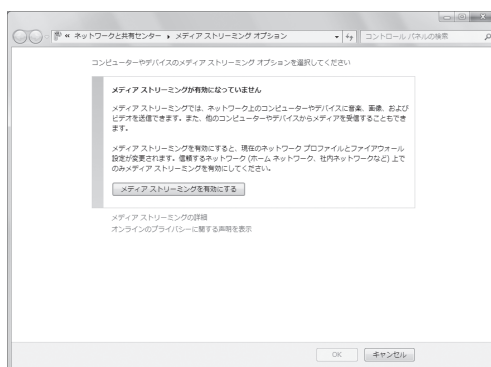 « ネットワークと共有センター ▸ メディア ストリーミング オプション
コントロール パネルの検索
コンピューターやデバイスのメディア ストリーミング オプションを選択してください
メディア ストリーミングが有効になっていません
メディア ストリーミングでは、ネットワーク上のコンピューターやデバイスに音楽、画像、および
ビデオを送信できます。また、他のコンピューターやデバイスからメディアを受信することもでき
ます。
メディア ストリーミングを有効にすると、現在のネットワーク プロファイルとファイアウォール
設定が変更されます。信頼するネットワーク (ホーム ネットワーク、社内ネットワークなど) 上で
のみメディア ストリーミングを有効にしてください。
メディア ストリーミングを有効にする
メディア ストリーミングの詳細
オンラインのプライバシーに関する声明を表示
OK
キャンセル